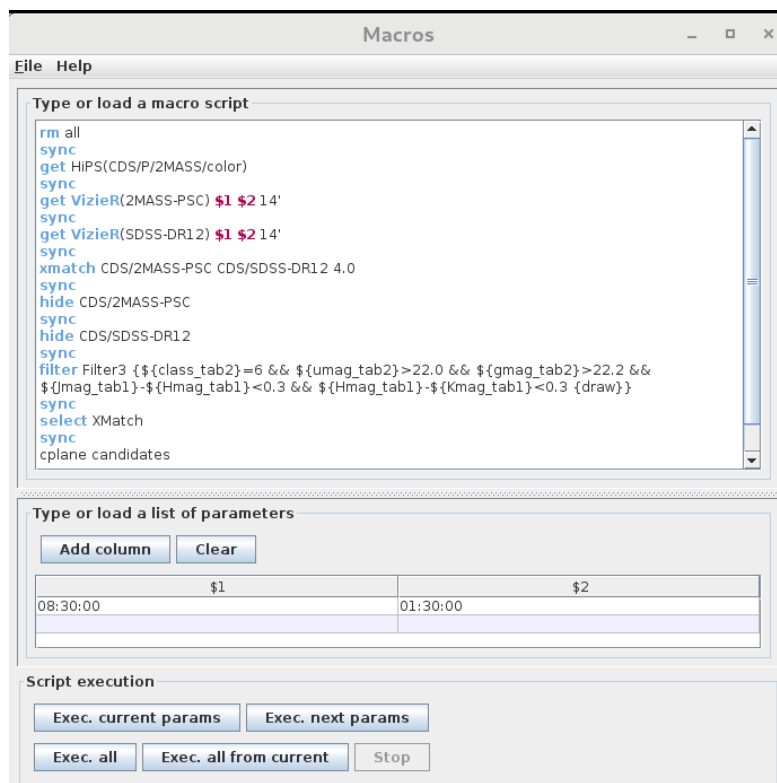 Macros
File Help
Type or load a macro script
rm all
sync
get HiPS(CDS/P/2MASS/color)
sync
get VizieR(2MASS-PSC) $1 $2 14'
sync
get VizieR(SDSS-DR12) $1 $2 14'
sync
xmatch CDS/2MASS-PSC CDS/SDSS-DR12 4.0
sync
hide CDS/2MASS-PSC
sync
hide CDS/SDSS-DR12
sync
filter Filter3 {${class_tab2}=6 && ${umag_tab2}>22.0 && ${gmag_tab2}>22.2 &&
${Jmag_tab1}-${Hmag_tab1}<0.3 && ${Hmag_tab1}-${Kmag_tab1}<0.3 {draw}}
sync
select XMatch
sync
cplane candidates
Type or load a list of parameters
Add column Clear
$1 $2
08:30:00 01:30:00
Script execution
Exec. current params Exec. next params
Exec. all Exec. all from current Stop